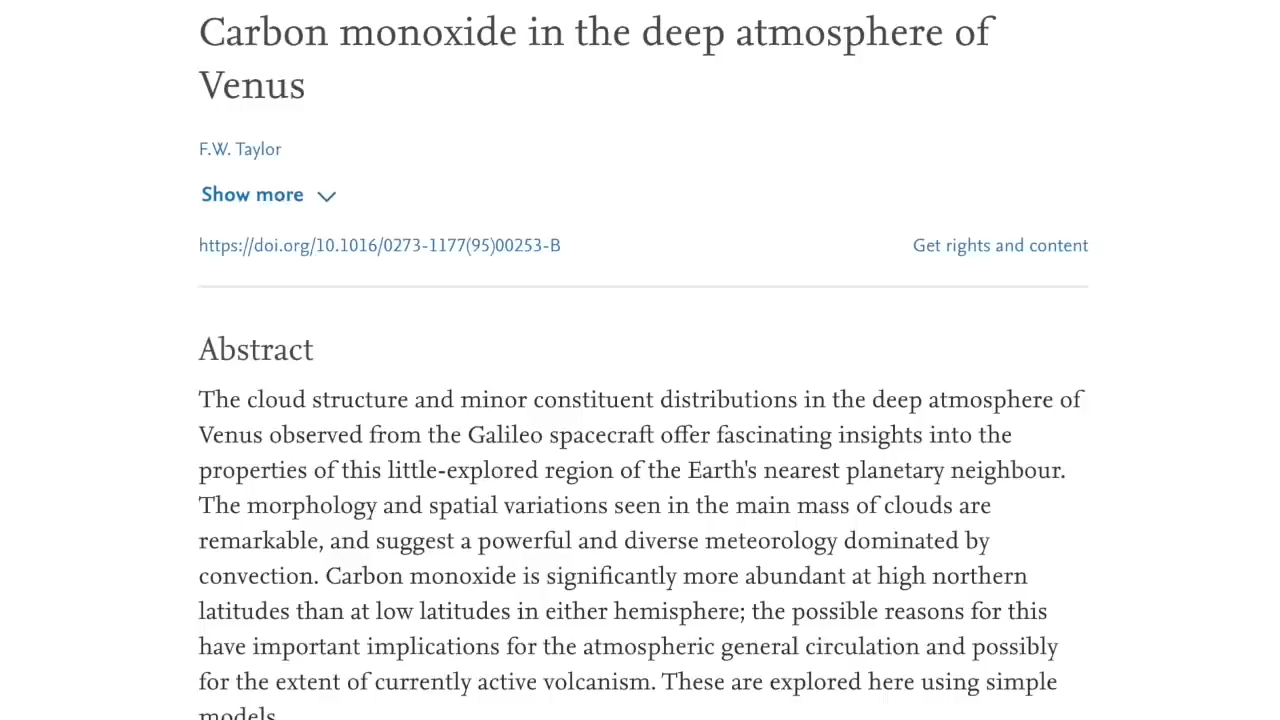 Carbon monoxide in the deep atmosphere of
Venus
F.W. Taylor
Show more
https://doi.org/10.1016/0273-1177(95)00253-B
Get rights and content
Abstract
The cloud structure and minor constituent distributions in the deep atmosphere of
Venus observed from the Galileo spacecraft offer fascinating insights into the
properties of this little-explored region of the Earth's nearest planetary neighbour.
The morphology and spatial variations seen in the main mass of clouds are
remarkable, and suggest a powerful and diverse meteorology dominated by
convection. Carbon monoxide is significantly more abundant at high northern
latitudes than at low latitudes in either hemisphere; the possible reasons for this
have important implications for the atmospheric general circulation and possibly
for the extent of currently active volcanism. These are explored here using simple
models.